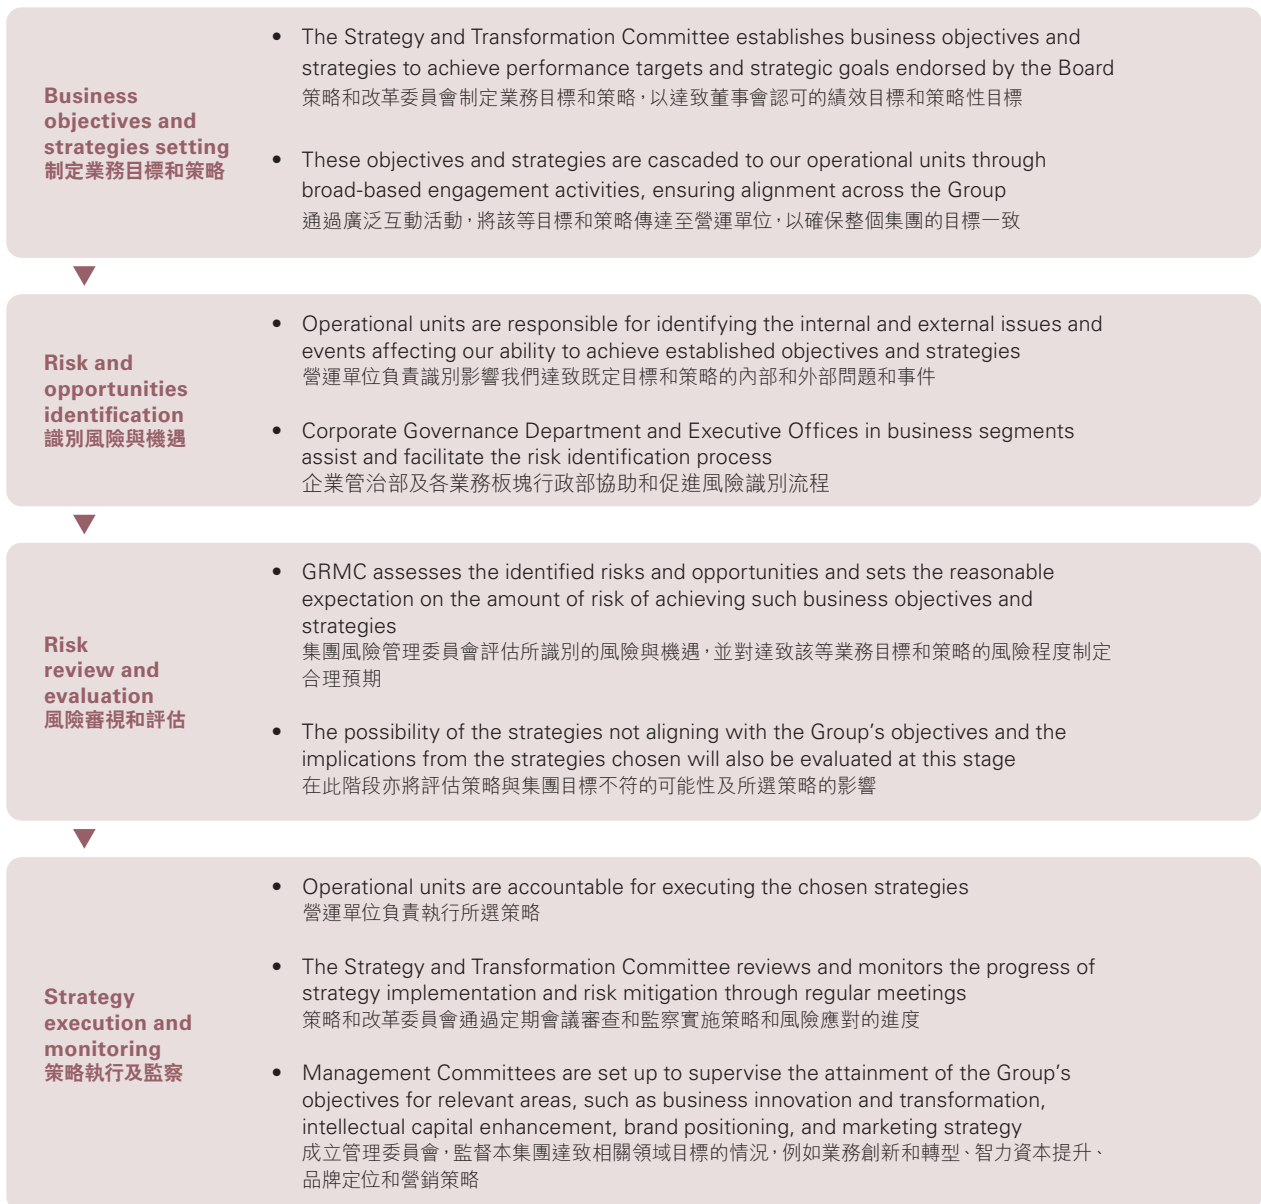 Business
objectives and
strategies setting
制定業務目標和策略
• The Strategy and Transformation Committee establishes business objectives and
strategies to achieve performance targets and strategic goals endorsed by the Board
策略和改革委員會制定業務目標和策略，以達致董事會認可的績效目標和策略性目標
• These objectives and strategies are cascaded to our operational units through
broad-based engagement activities, ensuring alignment across the Group
通過廣泛互動活動，將該等目標和策略傳達至營運單位，以確保整個集團的目標一致
Risk and
opportunities
identification
識別風險與機遇
• Operational units are responsible for identifying the internal and external issues and
events affecting our ability to achieve established objectives and strategies
營運單位負責識別影響我們達致既定目標和策略的內部和外部問題和事件
• Corporate Governance Department and Executive Offices in business segments
assist and facilitate the risk identification process
企業管治部及各業務板塊行政部協助和促進風險識別流程
Risk
review and
evaluation
風險審視和評估
• GRMC assesses the identified risks and opportunities and sets the reasonable
expectation on the amount of risk of achieving such business objectives and
strategies
集團風險管理委員會評估所識別的風險與機遇，並對達致該等業務目標和策略的風險程度制定
合理預期
• The possibility of the strategies not aligning with the Group’s objectives and the
implications from the strategies chosen will also be evaluated at this stage
在此階段亦將評估策略與集團目標不符的可能性及所選策略的影響
Strategy
execution and
monitoring
策略執行及監察
• Operational units are accountable for executing the chosen strategies
營運單位負責執行所選策略
• The Strategy and Transformation Committee reviews and monitors the progress of
strategy implementation and risk mitigation through regular meetings
策略和改革委員會通過定期會議審查和監察實施策略和風險應對的進度
• Management Committees are set up to supervise the attainment of the Group’s
objectives for relevant areas, such as business innovation and transformation,
intellectual capital enhancement, brand positioning, and marketing strategy
成立管理委員會，監督本集團達致相關領域目標的情況，例如業務創新和轉型、智力資本提升、
品牌定位和營銷策略